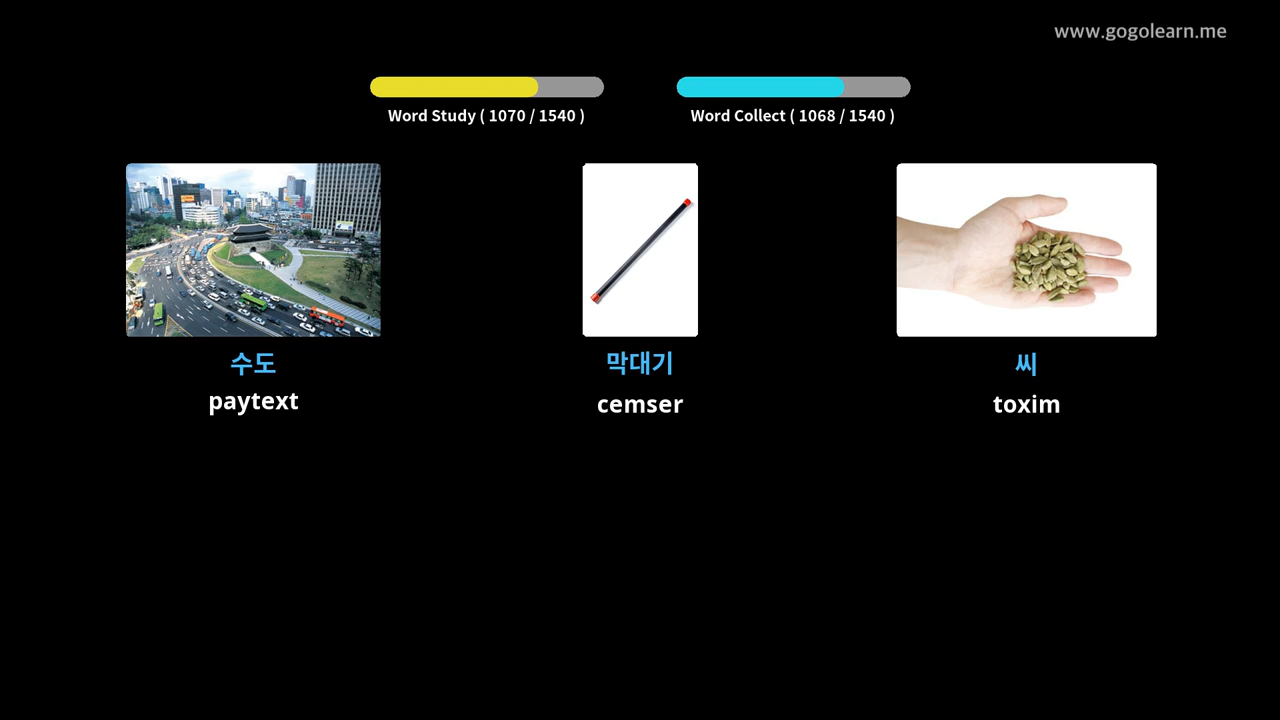 www.gogolearn.me
Word Study ( 1070 / 1540 )
Word Collect ( 1068 / 1540 )
수도
막대기
씨
paytext
cemser
toxim